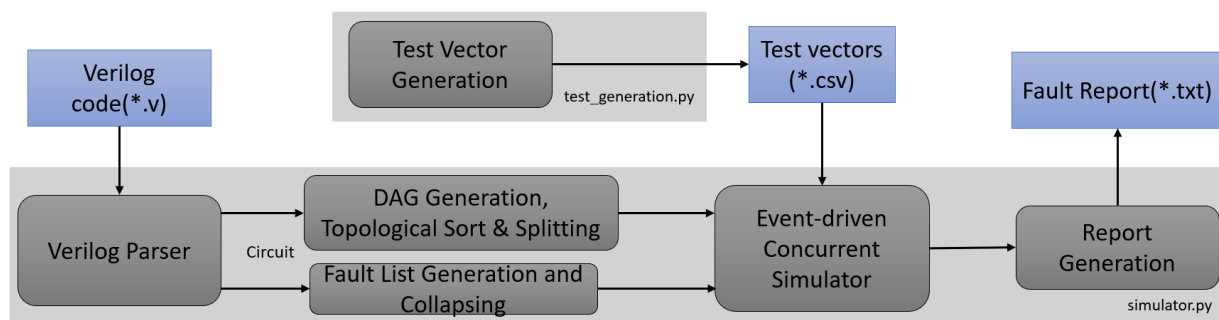 Verilog
code(*.v)
Test Vector
Generation
test_generation.py
Test vectors
(*.csv)
Fault Report(*.txt)
Verilog Parser
Circuit
DAG Generation,
Topological Sort & Splitting
Fault List Generation and
Collapsing
Event-driven
Concurrent
Simulator
Report
Generation
simulator.py